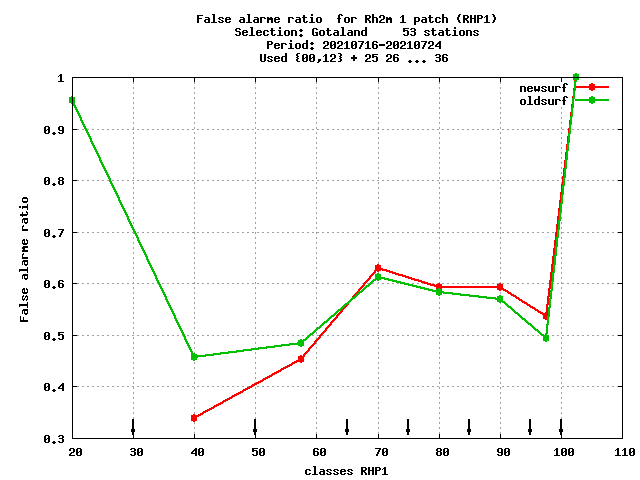 False alarme ratio  for Rh2m 1 patch (RHP1)
Selection: Gotaland     53 stations
Period: 20210716-20210724
Used {00,12} + 25 26 ... 36
newsurf
oldsurf
1
0.9
0.8
0.7
0.6
0.5
0.4
0.3
False alarme ratio
20 30 40 50 60 70 80 90 100 110
classes RHP1